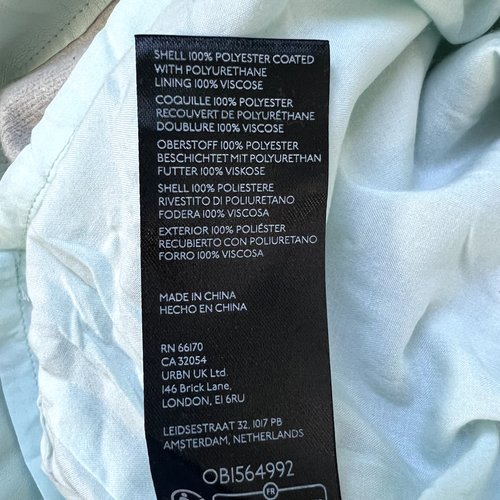 SHELL 100% POLYESTER COATED
WITH POLYURETHANE
LINING 100% VISCOSE
COQUILLE 100% POLYESTER
RECOUVERT DE POLYURÉTHANE
DOUBLURE 100% VISCOSE
OBERSTOFF 100% POLYESTER
BESCHICHTET MIT POLYURETHAN
FUTTER 100% VISKOSE
SHELL 100% POLIESTERE
RIVESTITO DI POLIURETANO
FODERA 100% VISCOSA
EXTERIOR 100% POLIÉSTER
RECUBIERTO CON POLIURETANO
FORRO 100% VISCOSA
MADE IN CHINA
HECHO EN CHINA
RN 66170
CA 32054
URBN UK Ltd.
146 Brick Lane,
LONDON, E1 6RU
LEIDSESTRAAT 32, 1017 PB
AMSTERDAM, NETHERLANDS
OB1564992
FR